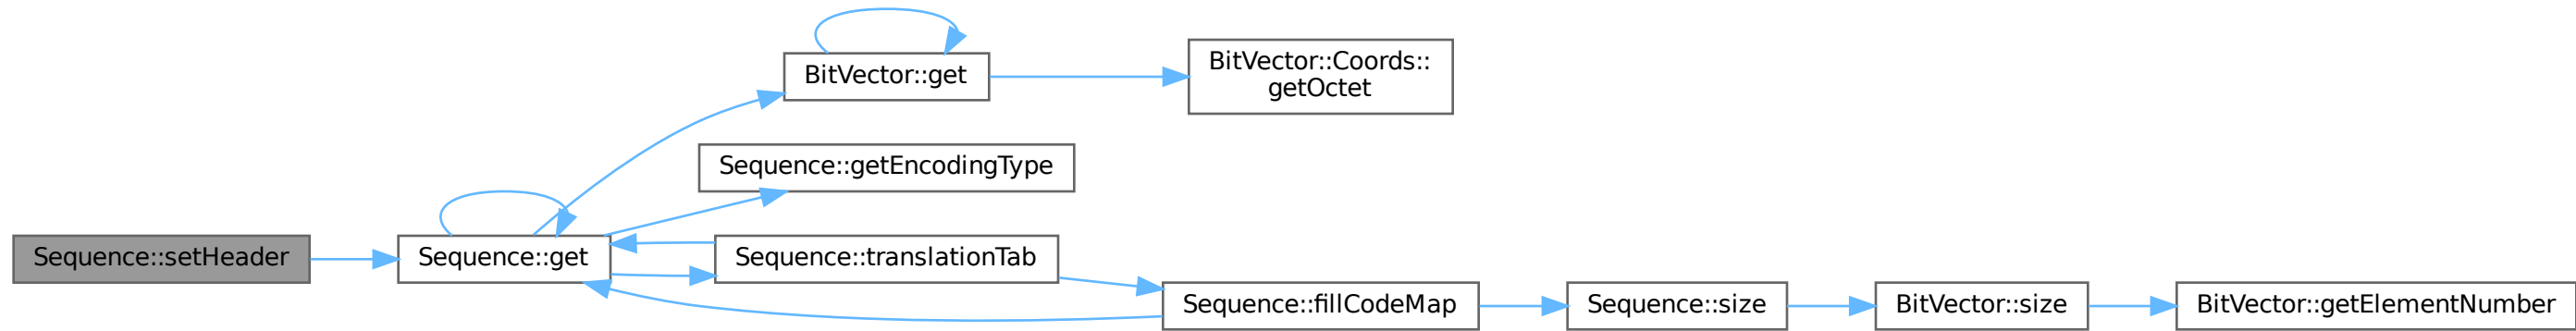 BitVector::get
BitVector::Coords::
getOctet
Sequence::getEncodingType
Sequence::setHeader
Sequence::get
Sequence::translationTab
Sequence::fillCodeMap
Sequence::size
BitVector::size
BitVector::getElementNumber